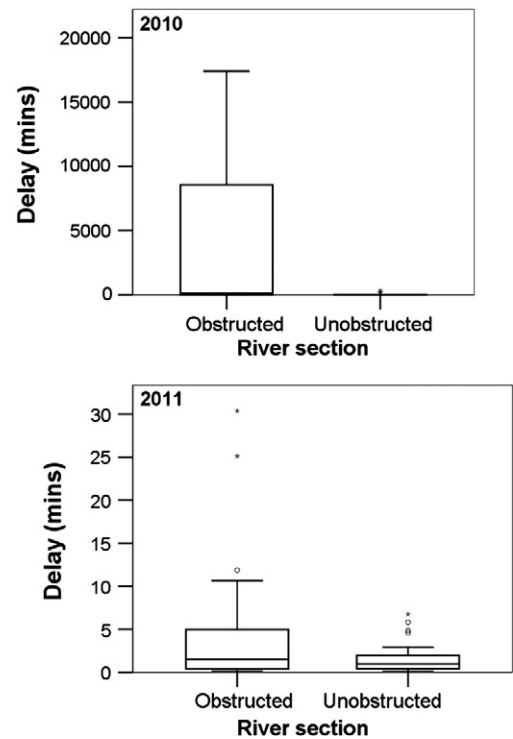 2010
20000
15000
10000
5000
0
Delay (mins)
Obstructed Unobstructed
River section
2011
30
25
20
15
10
5
0
Delay (mins)
Obstructed Unobstructed
River section